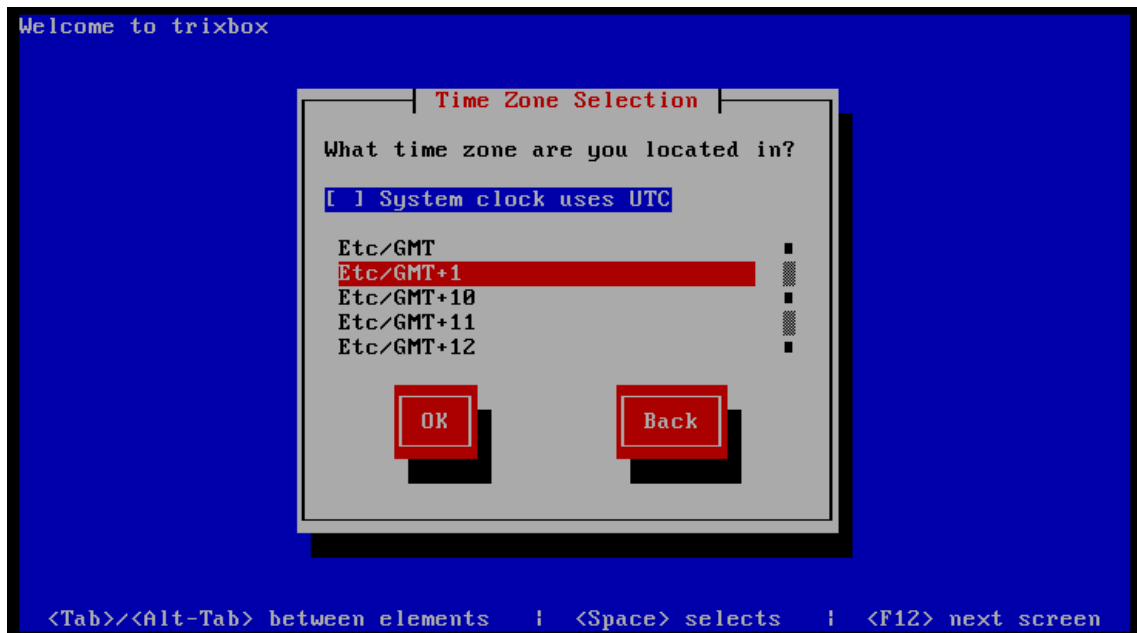 Welcome to trixbox
Time Zone Selection
What time zone are you located in?
[ ] System clock uses UTC
Etc/GMT
Etc/GMT+1
Etc/GMT+10
Etc/GMT+11
Etc/GMT+12
OK Back
<Tab>/<Alt-Tab> between elements | <Space> selects | <F12> next screen